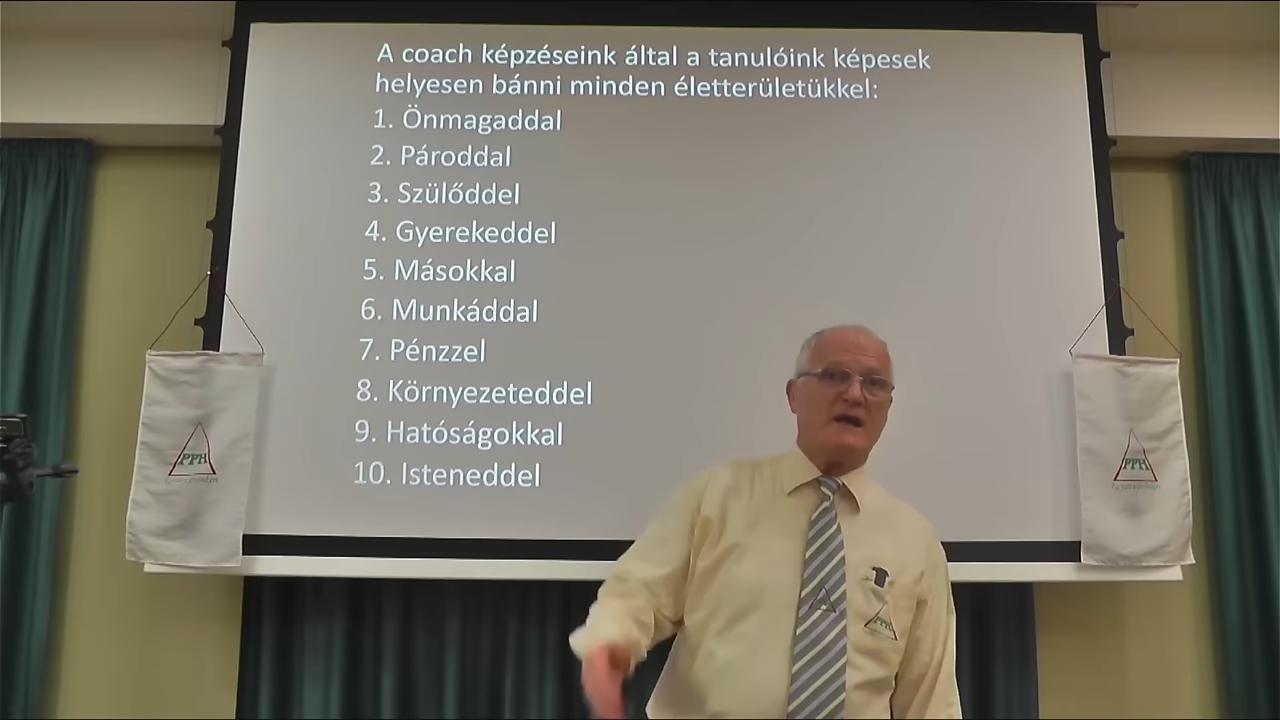 A coach képzéseink által a tanulóink képesek
helyesen bánni minden életterületükkel:
1. Önmagaddal
2. Pároddal
3. Szülőddel
4. Gyerekeddel
5. Másokkal
6. Munkáddal
7. Pénzzel
8. Környezeteddel
9. Hatóságokkal
10. Isteneddel
PPH
PPH
PPH